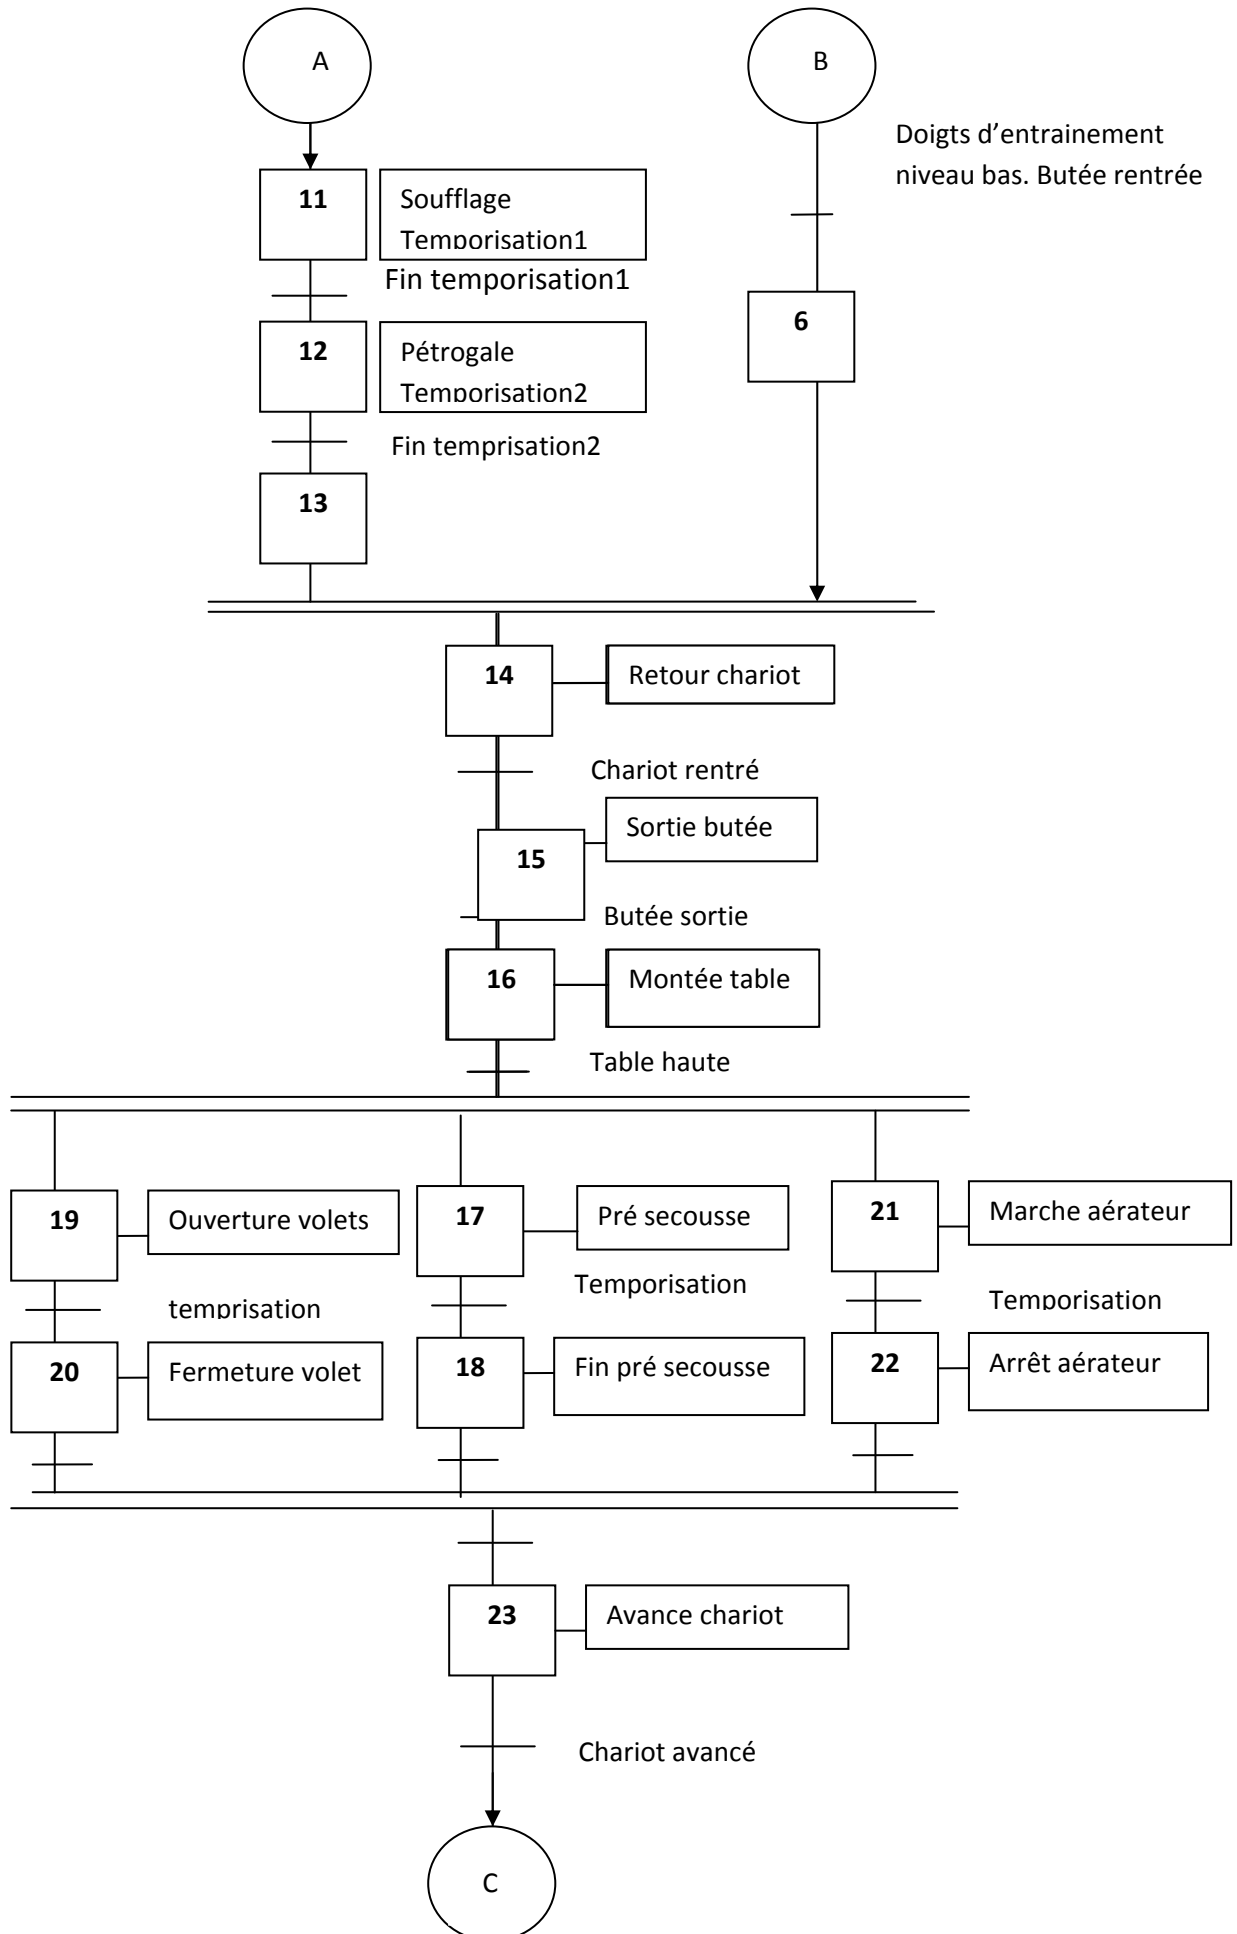 A
B
Doigts d’entrainement
niveau bas. Butée rentrée
11
Soufflage
Temporisation1
Fin temporisation1
6
12
Pétrogale
Temporisation2
Fin temprisation2
13
14
Retour chariot
Chariot rentré
Sortie butée
15
Butée sortie
16
Montée table
Table haute
19
Ouverture volets
17
Pré secousse
21
Marche aérateur
temprisation
Temporisation
Temporisation
20
Fermeture volet
18
Fin pré secousse
22
Arrêt aérateur
23
Avance chariot
Chariot avancé
C